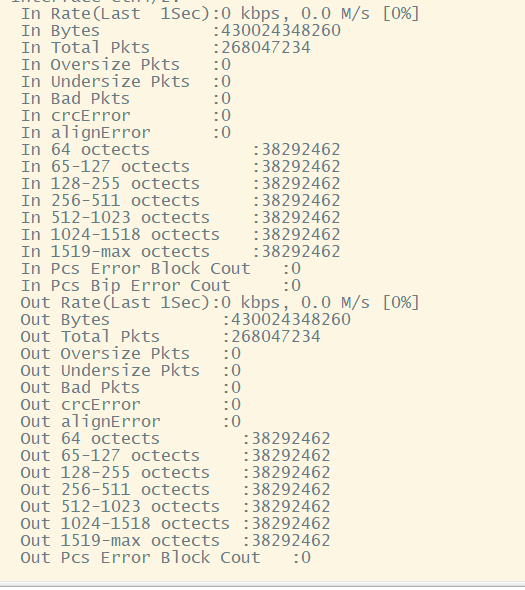 In Rate(Last  1Sec):0 kbps, 0.0 M/s [0%]
In Bytes           :430024348260
In Total Pkts      :268047234
In Oversize Pkts   :0
In Undersize Pkts  :0
In Bad Pkts        :0
In crcError        :0
In alignError      :0
In 64 octects          :38292462
In 65-127 octects      :38292462
In 128-255 octects     :38292462
In 256-511 octects     :38292462
In 512-1023 octects    :38292462
In 1024-1518 octects   :38292462
In 1519-max octects    :38292462
In Pcs Error Block Cout   :0
In Pcs Bip Error Cout     :0
Out Rate(Last 1Sec):0 kbps, 0.0 M/s [0%]
Out Bytes           :430024348260
Out Total Pkts      :268047234
Out Oversize Pkts   :0
Out Undersize Pkts  :0
Out Bad Pkts        :0
Out crcError        :0
Out alignError      :0
Out 64 octects        :38292462
Out 65-127 octects    :38292462
Out 128-255 octects   :38292462
Out 256-511 octects   :38292462
Out 512-1023 octects  :38292462
Out 1024-1518 octects :38292462
Out 1519-max octects  :38292462
Out Pcs Error Block Cout   :0